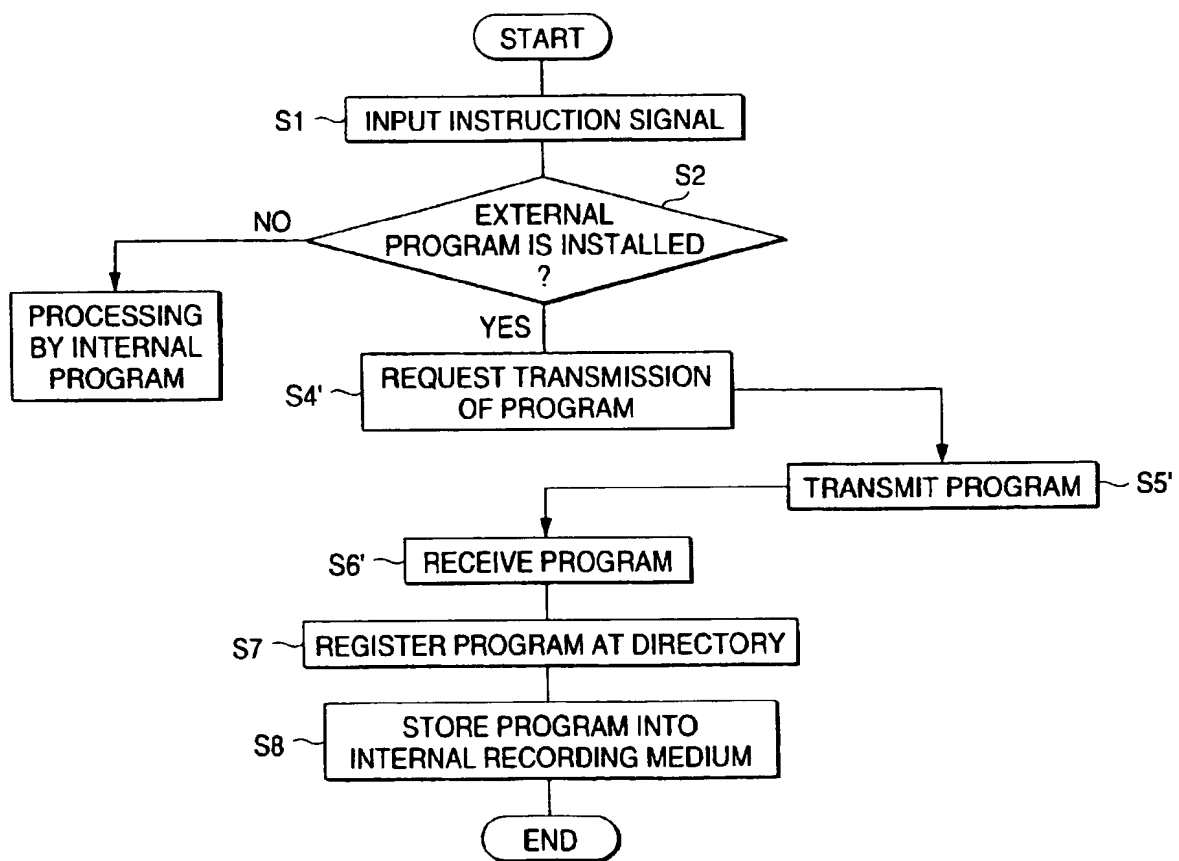 START
S1
INPUT INSTRUCTION SIGNAL
S2
EXTERNAL
PROGRAM IS INSTALLED
?
NO
YES
PROCESSING
BY INTERNAL
PROGRAM
S4'
REQUEST TRANSMISSION
OF PROGRAM
TRANSMIT PROGRAM
S5'
S6'
RECEIVE PROGRAM
S7
REGISTER PROGRAM AT DIRECTORY
S8
STORE PROGRAM INTO
INTERNAL RECORDING MEDIUM
END